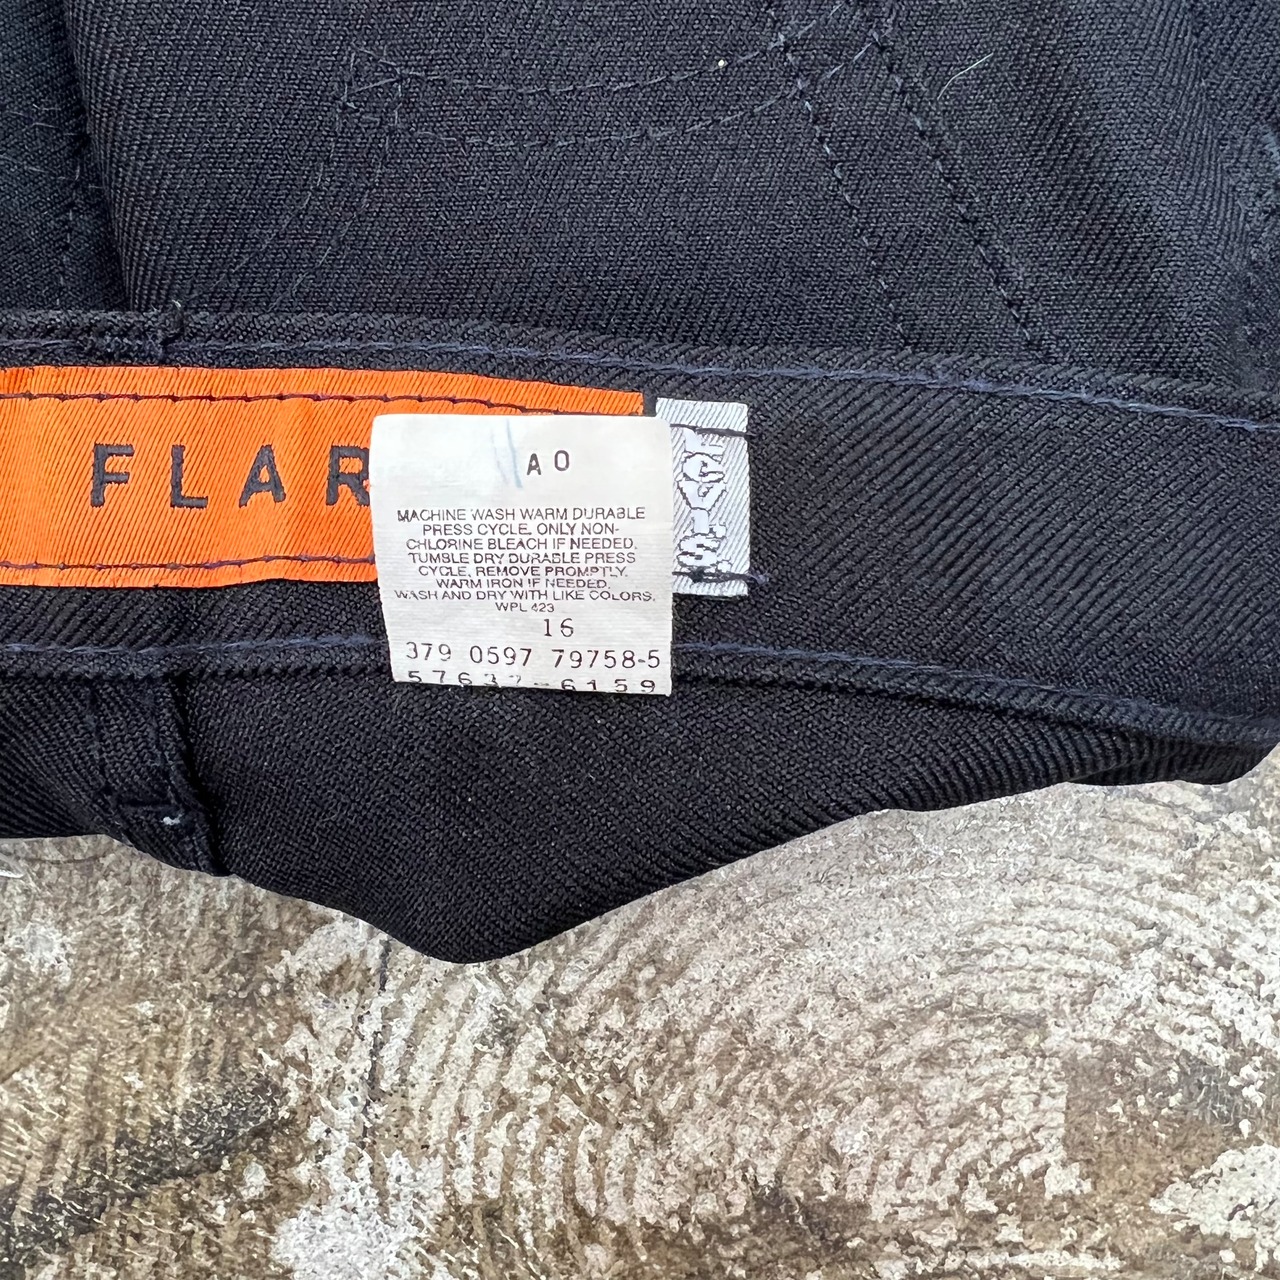 FLAR
A0
MACHINE WASH WARM DURABLE
PRESS CYCLE. ONLY NON-
CHLORINE BLEACH IF NEEDED.
TUMBLE DRY DURABLE PRESS
CYCLE, REMOVE PROMPTLY.
WARM IRON IF NEEDED.
WASH AND DRY WITH LIKE COLORS.
WPL 423
16
379 0597 79758-5